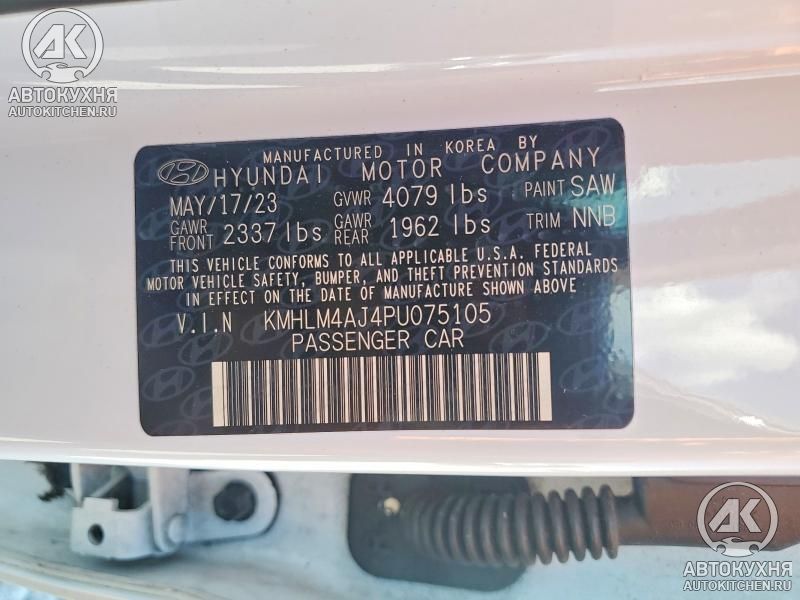 AK
АВТОКУХНЯ
AUTOKITCHEN.RU
MANUFACTURED IN KOREA BY
HYUNDAI MOTOR COMPANY
MAY/17/23 GVWR 4079 lbs PAINT SAW
GAWR FRONT 2337 lbs GAWR REAR 1962 lbs TRIM NNB
THIS VEHICLE CONFORMS TO ALL APPLICABLE U.S.A. FEDERAL
MOTOR VEHICLE SAFETY, BUMPER, AND THEFT PREVENTION STANDARDS
IN EFFECT ON THE DATE OF MANUFACTURE SHOWN ABOVE
V.I.N KMHLM4AJ4PU075105
PASSENGER CAR
AK
АВТОКУХНЯ
AUTOKITCHEN.RU